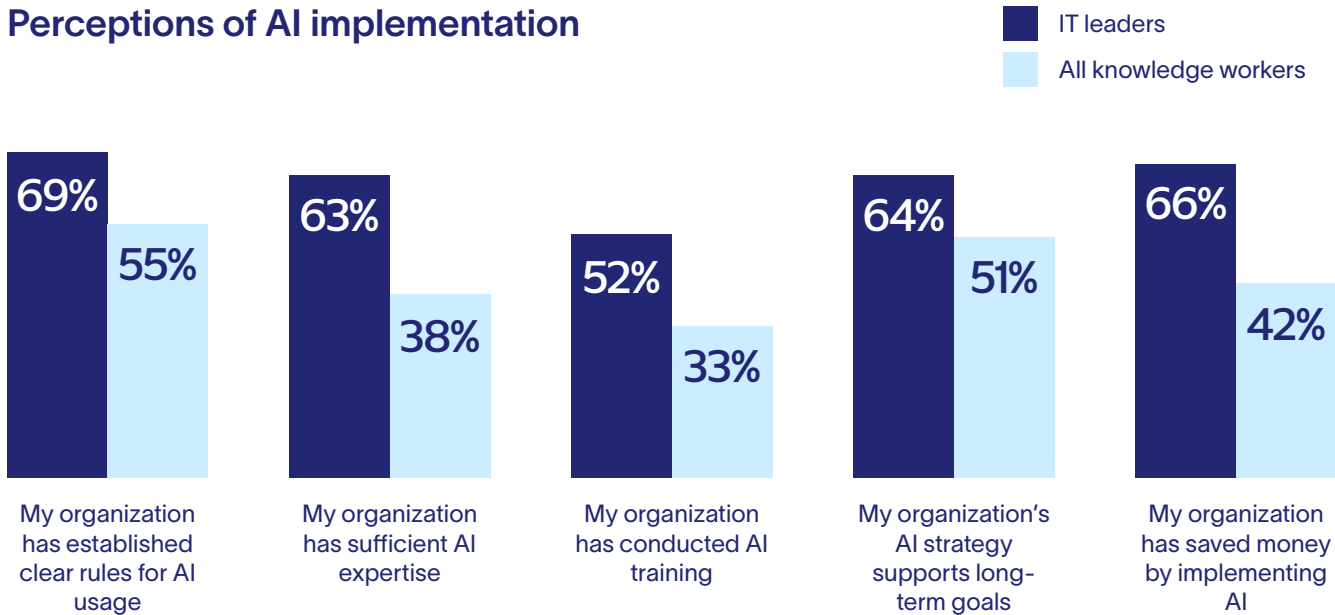 Perceptions of AI implementation
IT leaders
All knowledge workers
69%
55%
63%
38%
52%
33%
64%
51%
66%
42%
My organization
has established
clear rules for AI
usage
My organization
has sufficient AI
expertise
My organization
has conducted AI
training
My organization's
AI strategy
supports long-
term goals
My organization
has saved money
by implementing
AI